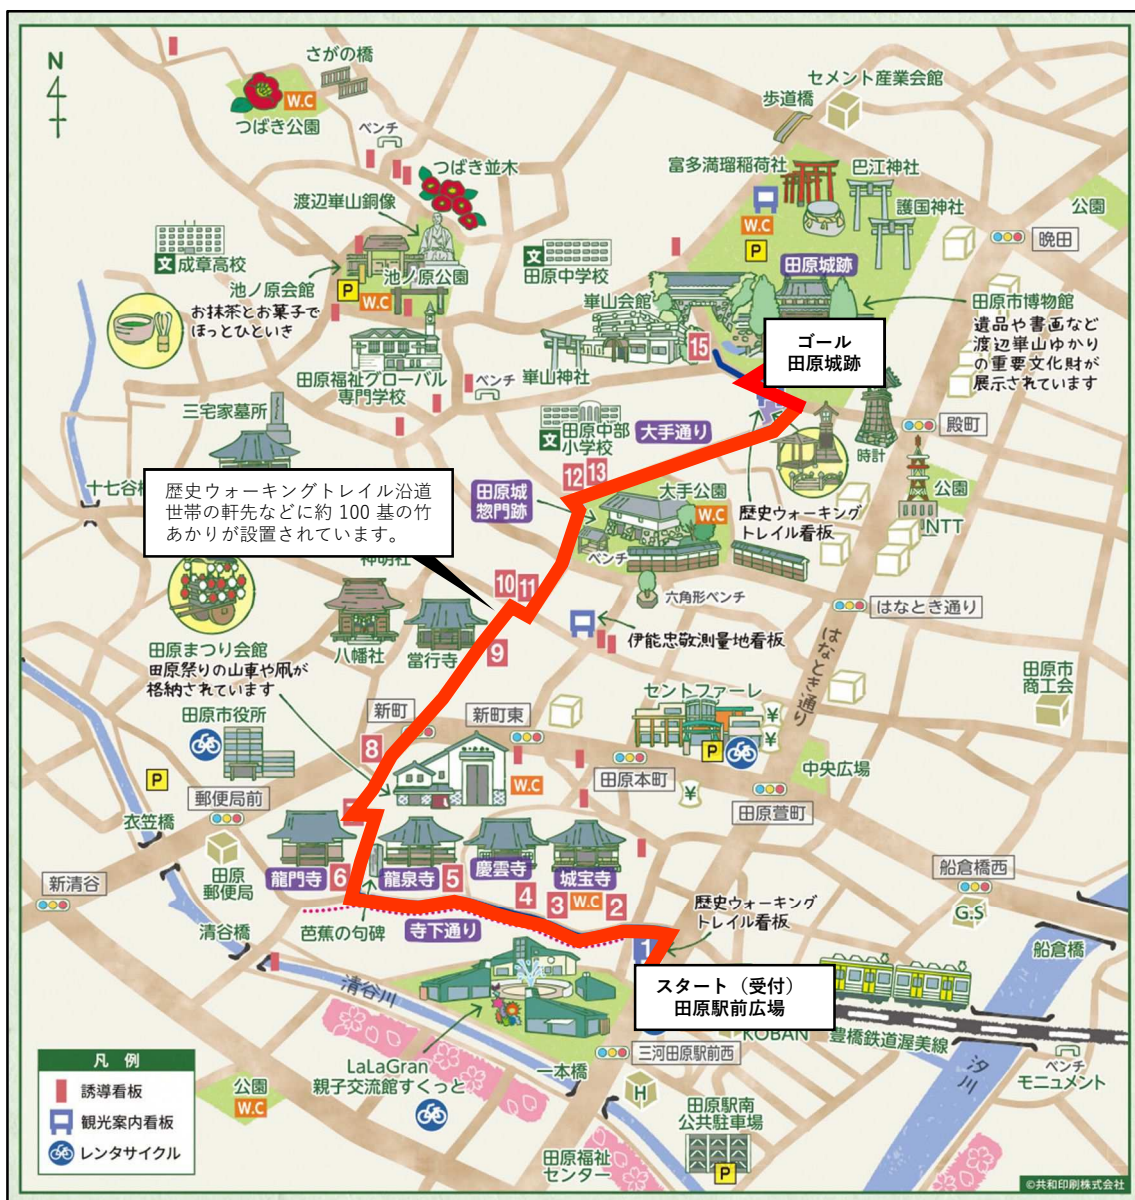 N
さがの橋
W.C
つばき公園
ベンチ
つばき並木
渡辺崋山銅像
文 成章高校
池ノ原会館
池ノ原公園
P
W.C
お抹茶とお菓子で
ほっとひといき
文
田原中学校
セメント産業会館
歩道橋
富多満瑠稲荷社
巴江神社
護国神社
W.C
P
公園
晩田
田原城跡
田原市博物館
遺品や書画など
渡辺崋山ゆかり
の重要文化財が
展示されています
崋山会館
15
ゴール
田原城跡
崋山神社
田原福祉グローバル
専門学校
ベンチ
三宅家墓所
文 田原中部
小学校
大手通り
時計
殿町
12
13
十七谷
田原城
惣門跡
大手公園
W.C
公園
NTT
歴史ウォーキング
トレイル看板
歴史ウォーキングトレイル沿道
世帯の軒先などに約 100 基の竹
あかりが設置されています。
ベンチ
神明社
10
11
六角形ベンチ
はなとき通り
伊能忠敬測量地看板
はなとき通り
八幡社
當行寺
9
田原まつり会館
田原祭りの山車や凧が
格納されています
田原市
商工会
セントファーレ
P
¥
¥
田原市役所
新町
新町東
8
W.C
田原本町
¥
中央広場
田原萱町
P
郵便局前
衣笠橋
田原
郵便局
龍門寺
6
龍泉寺
5
慶雲寺
4
城宝寺
3
W.C
2
船倉橋西
G.S
新清谷
清谷橋
芭蕉の句碑
寺下通り
歴史ウォーキング
トレイル看板
1
船倉橋
スタート（受付）
田原駅前広場
清谷川
KOBAN
豊橋鉄道渥美線
三河田原駅前西
汐川
ベンチ
モニュメント
LaLaGran
親子交流館すくっと
一本橋
公園
W.C
H
田原駅南
公共駐車場
P
田原福祉
センター
凡 例
誘導看板
観光案内看板
レンタサイクル
©共和印刷株式会社